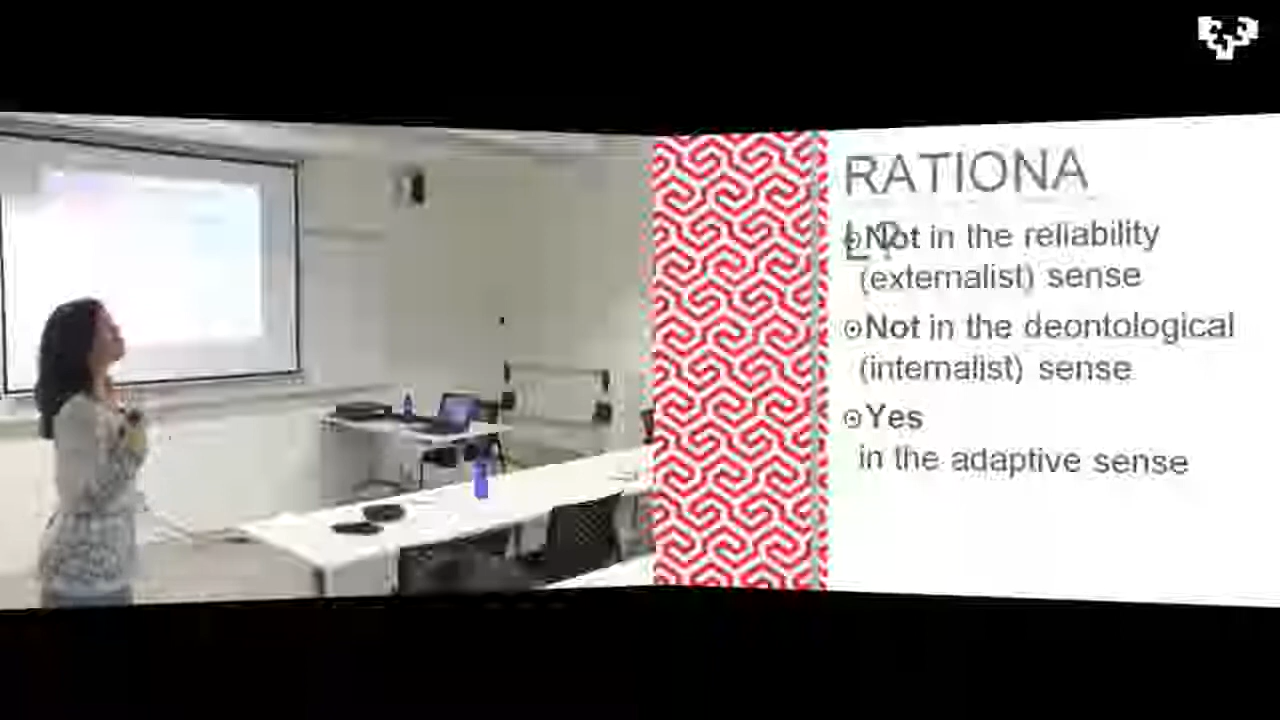 RATIONA
L?
Not in the reliability
(externalist) sense
Not in the deontological
(internalist) sense
Yes
in the adaptive sense